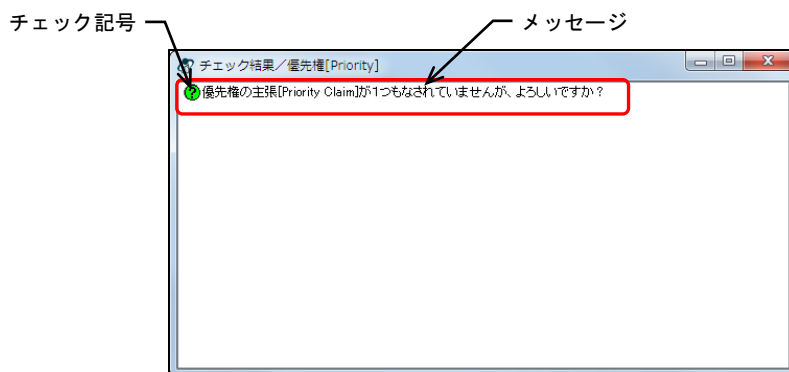 チェック記号
メッセージ
チェック結果/優先権[Priority]
?優先権の主張[Priority Claim]が1つもなされていませんが、よろしいですか?